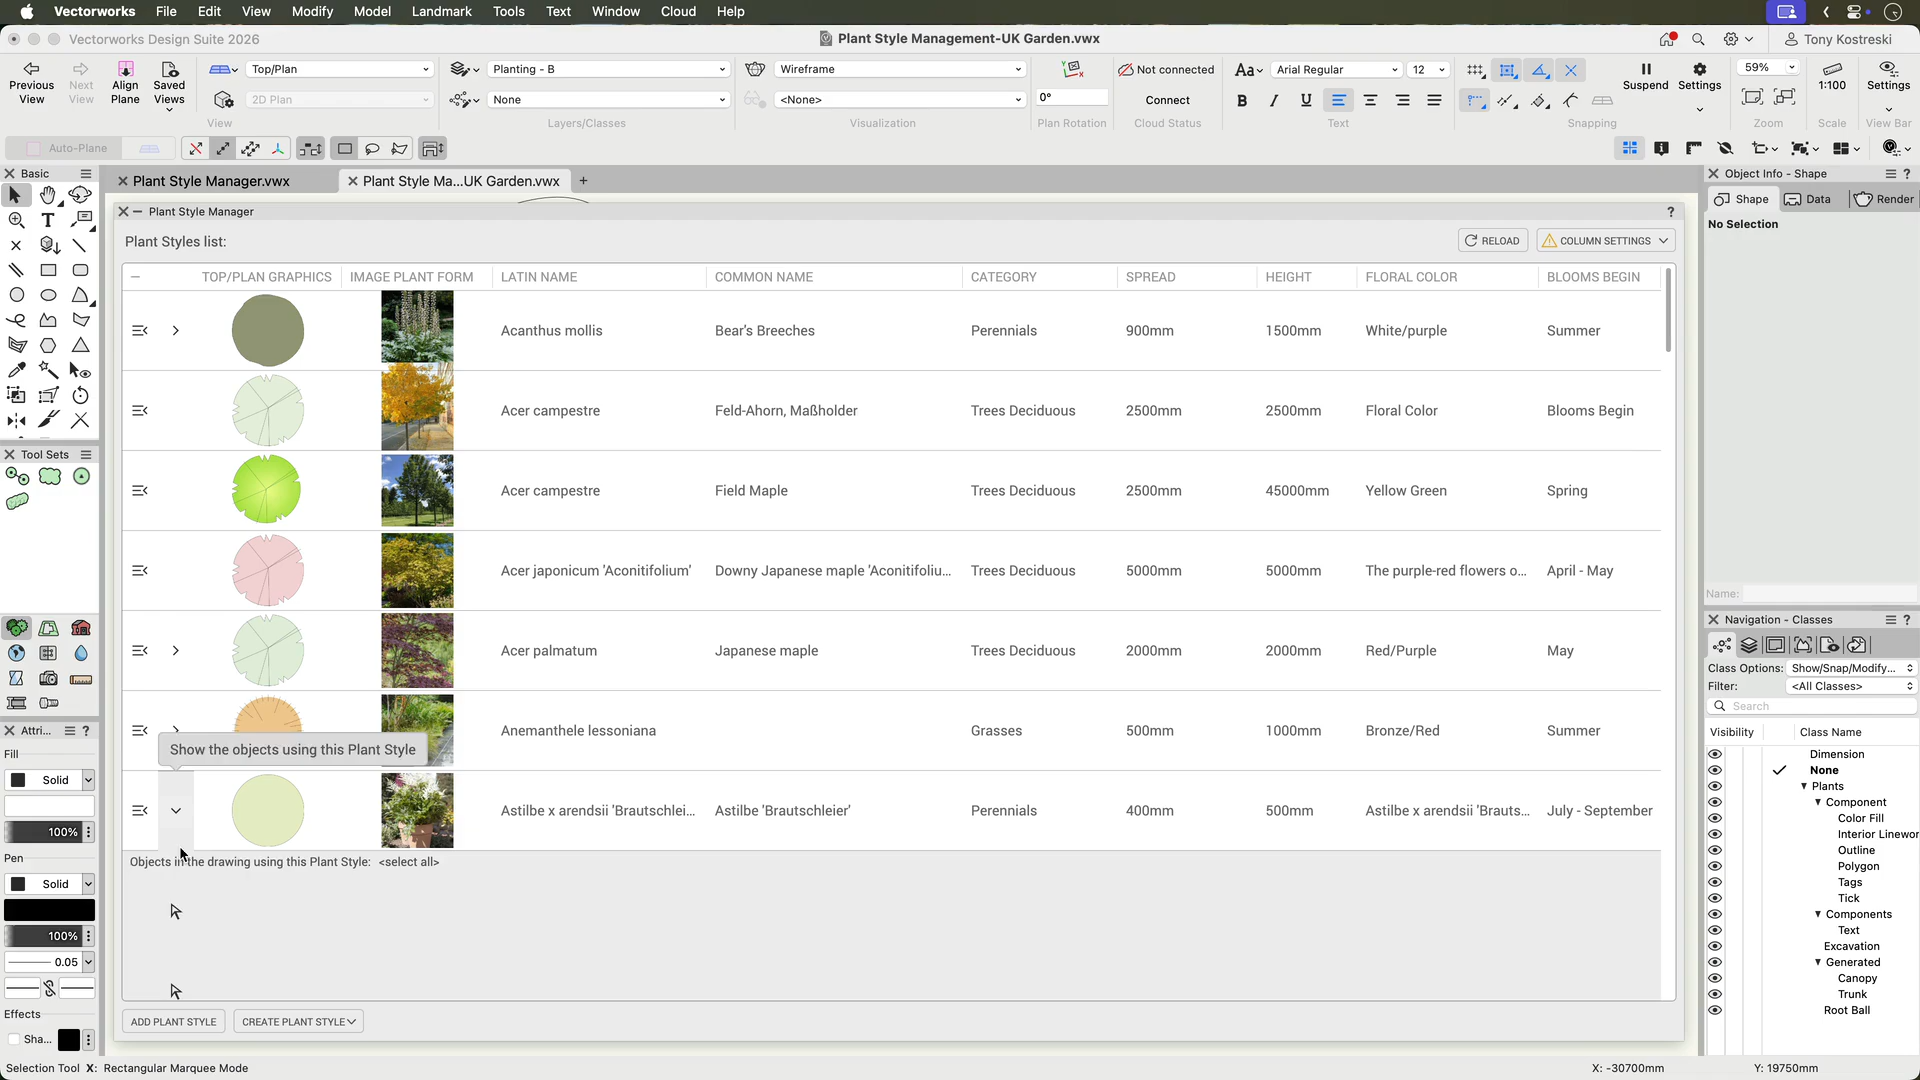 Vectorworks File Edit View Modify Model Landmark Tools Text Window Cloud Help
Vectorworks Design Suite 2026
Plant Style Management-UK Garden.vwx
Tony Kostreski
Previous View
Next View
Align Plane
Saved Views
Top/Plan
2D Plan
View
Planting - B
None
Layers/Classes
Wireframe
<None>
Visualization
0°
Plan Rotation
Not connected
Connect
Cloud Status
Aa
Arial Regular
12
B I U
Text
Snapping
Suspend
Settings
59%
Zoom
1:100
Scale
Settings
View Bar
Auto-Plane
Basic
Plant Style Manager.vwx
Plant Style Ma...UK Garden.vwx
Plant Style Manager
?
Plant Styles list:
RELOAD
COLUMN SETTINGS
TOP/PLAN GRAPHICS IMAGE PLANT FORM LATIN NAME COMMON NAME CATEGORY SPREAD HEIGHT FLORAL COLOR BLOOMS BEGIN
Acanthus mollis Bear's Breeches Perennials 900mm 1500mm White/purple Summer
Acer campestre Feld-Ahorn, Maßholder Trees Deciduous 2500mm 2500mm Floral Color Blooms Begin
Acer campestre Field Maple Trees Deciduous 2500mm 45000mm Yellow Green Spring
Acer japonicum 'Aconitifolium' Downy Japanese maple 'Aconitifoliu... Trees Deciduous 5000mm 5000mm The purple-red flowers o... April - May
Acer palmatum Japanese maple Trees Deciduous 2000mm 2000mm Red/Purple May
Anemanthele lessoniana Grasses 500mm 1000mm Bronze/Red Summer
Show the objects using this Plant Style
Astilbe x arendsii 'Brautschlei... Astilbe 'Brautschleier' Perennials 400mm 500mm Astilbe x arendsii 'Brauts... July - September
Objects in the drawing using this Plant Style: <select all>
ADD PLANT STYLE
CREATE PLANT STYLE
Tool Sets
Attri... ?
Fill
Solid
100%
Pen
Solid
100%
0.05
Effects
Sha...
Object Info - Shape ?
Shape Data Render
No Selection
Name:
Navigation - Classes ?
Class Options: Show/Snap/Modify...
Filter: <All Classes>
Search
Visibility Class Name
Dimension
None
Plants
Component
Color Fill
Interior Linewor
Outline
Polygon
Tags
Tick
Components
Text
Excavation
Generated
Canopy
Trunk
Root Ball
Selection Tool X: Rectangular Marquee Mode
X: -30700mm
Y: 19750mm